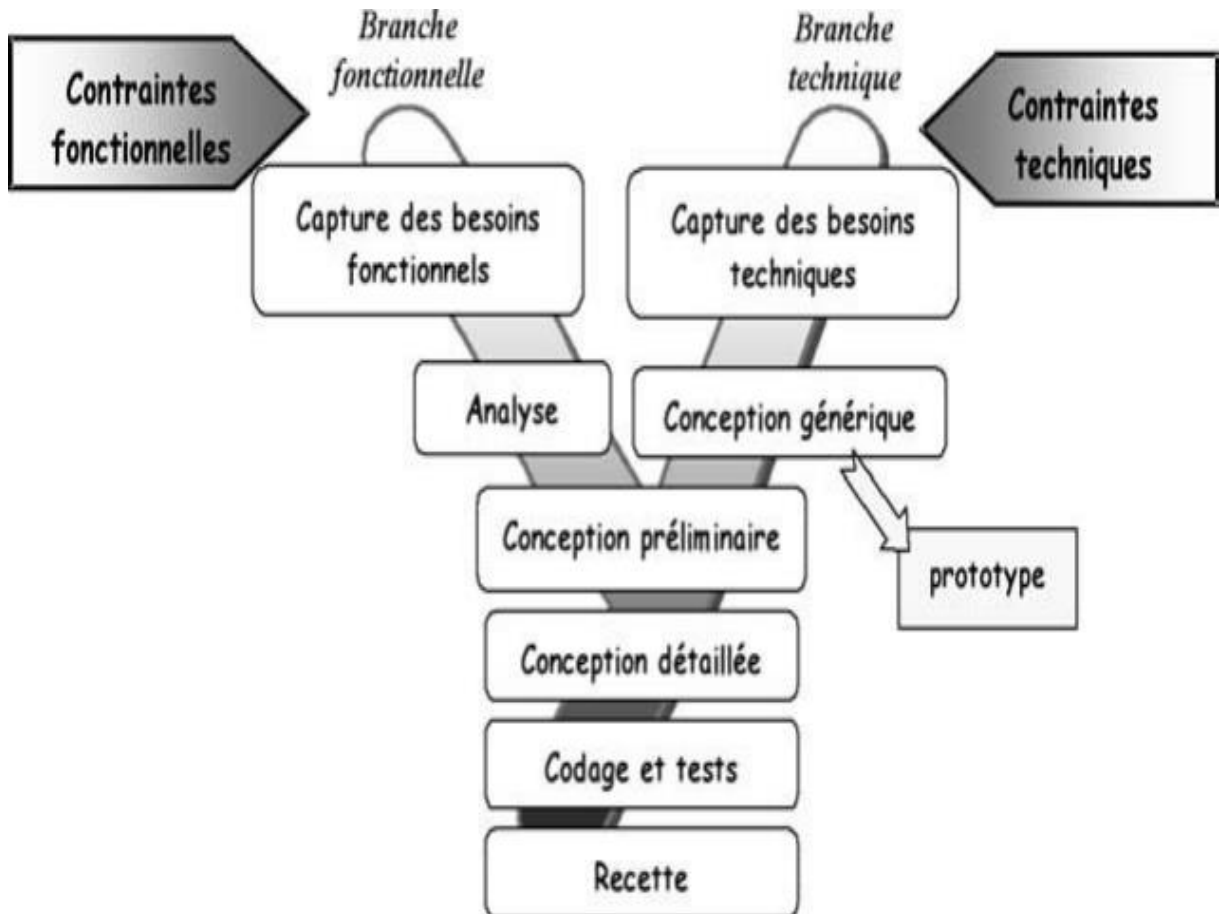 Branche
fonctionnelle
Branche
technique
Contraintes
fonctionnelles
Contraintes
techniques
Capture des besoins
fonctionnels
Capture des besoins
techniques
Analyse
Conception générique
Conception préliminaire
prototype
Conception détaillée
Codage et tests
Recette